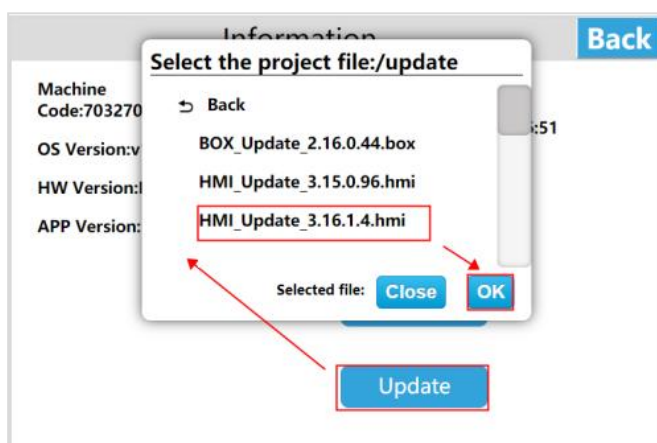 Information
Back
Select the project file:/update
Machine
Code:703270
Back
:51
BOX_Update_2.16.0.44.box
OS Version:v
HMI_Update_3.15.0.96.hmi
HW Version:
HMI_Update_3.16.1.4.hmi
APP Version:
Selected file:
Close
OK
Update